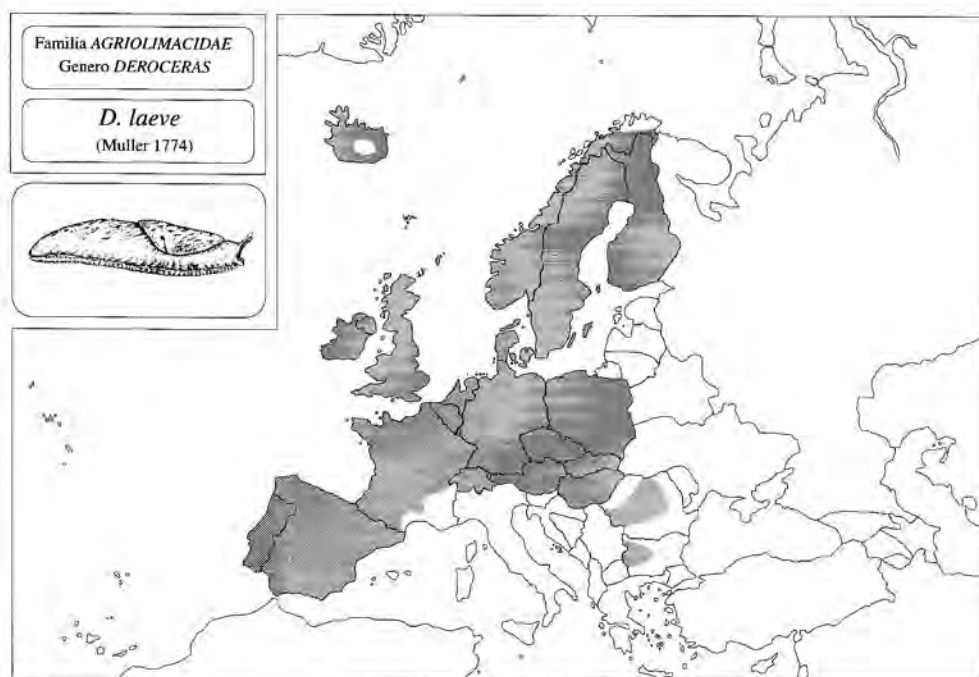 Familia AGRIOLIMACIDAE
Genero DEROCERAS
D. laeve
(Muller 1774)